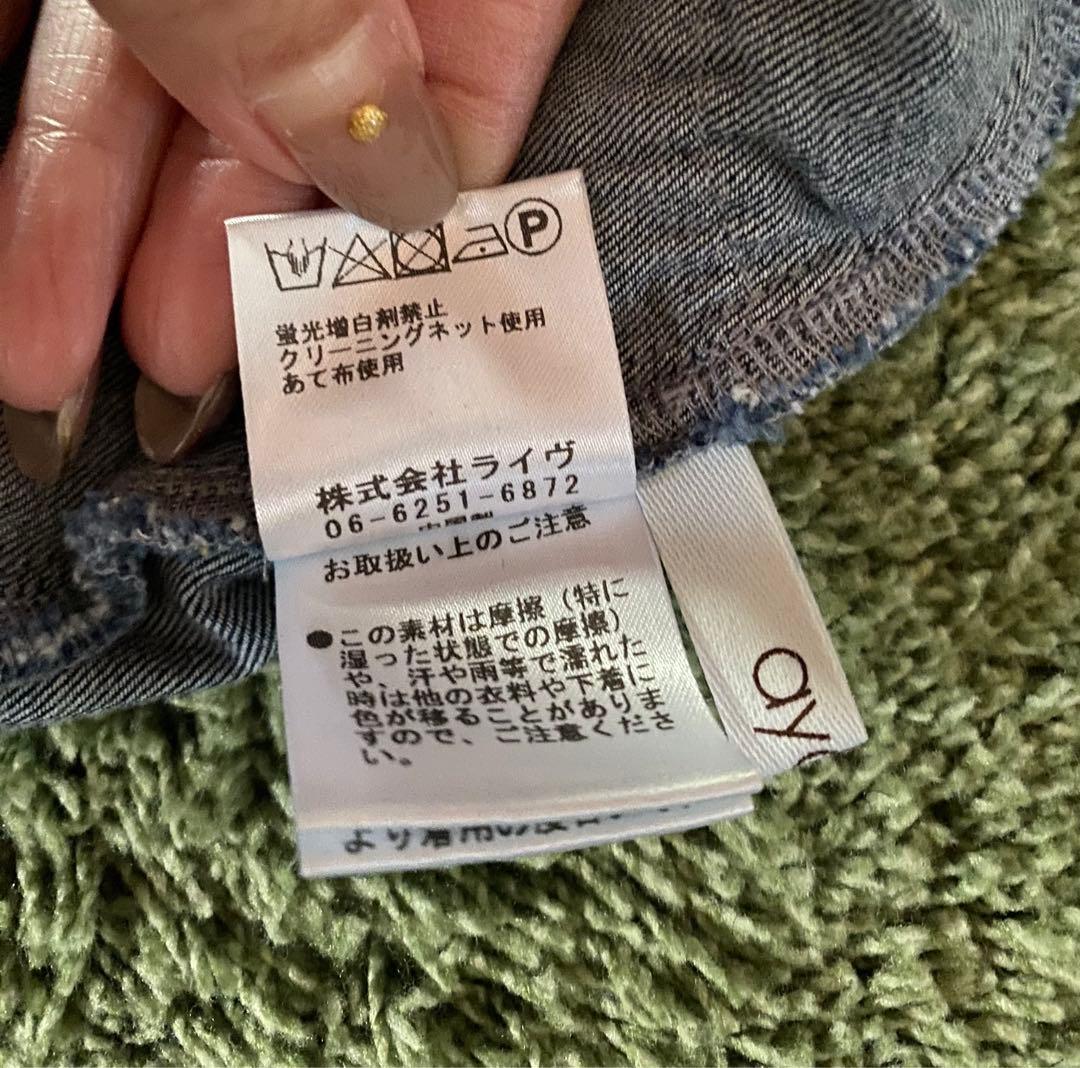 P
蛍光増白剤禁止
クリーニングネット使用
あて布使用
株式会社ライヴ
06-6251-6872
中国製
お取扱い上のご注意
●この素材は摩擦（特に
湿った状態での摩擦）
や、汗や雨等で濡れた
時は他の衣料や下着に
色が移ることがありま
すので、ご注意くださ
い。